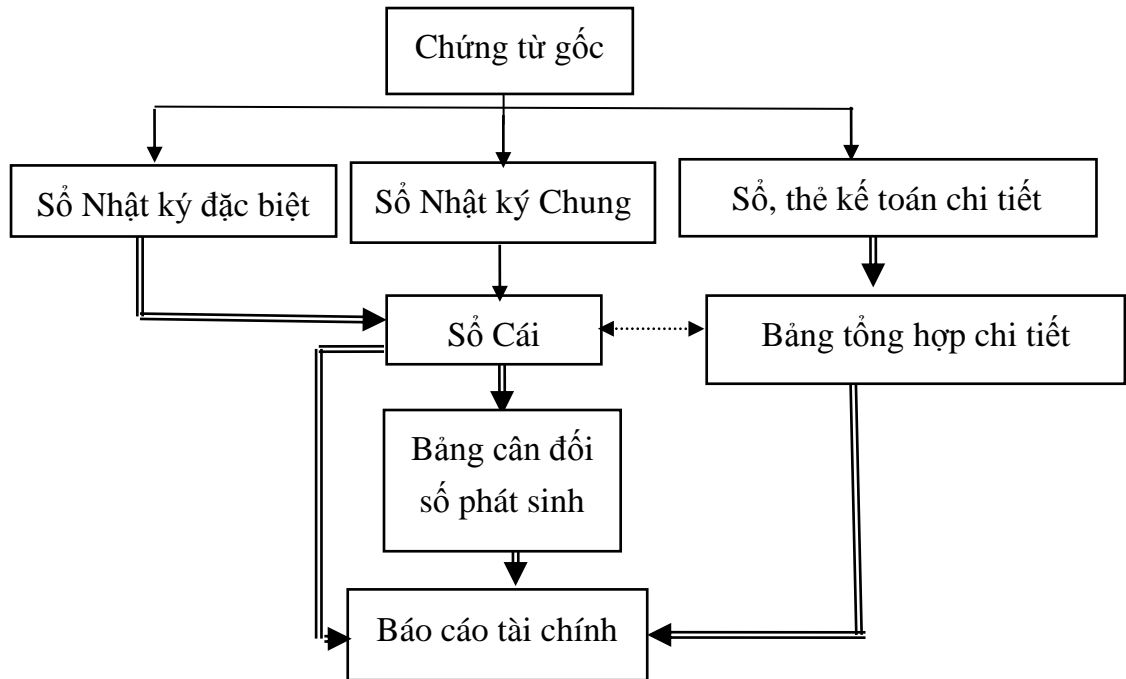 Chứng từ gốc
Sổ Nhật ký đặc biệt
Sổ Nhật ký Chung
Sổ, thẻ kế toán chi tiết
Sổ Cái
Bảng tổng hợp chi tiết
Bảng cân đối
số phát sinh
Báo cáo tài chính